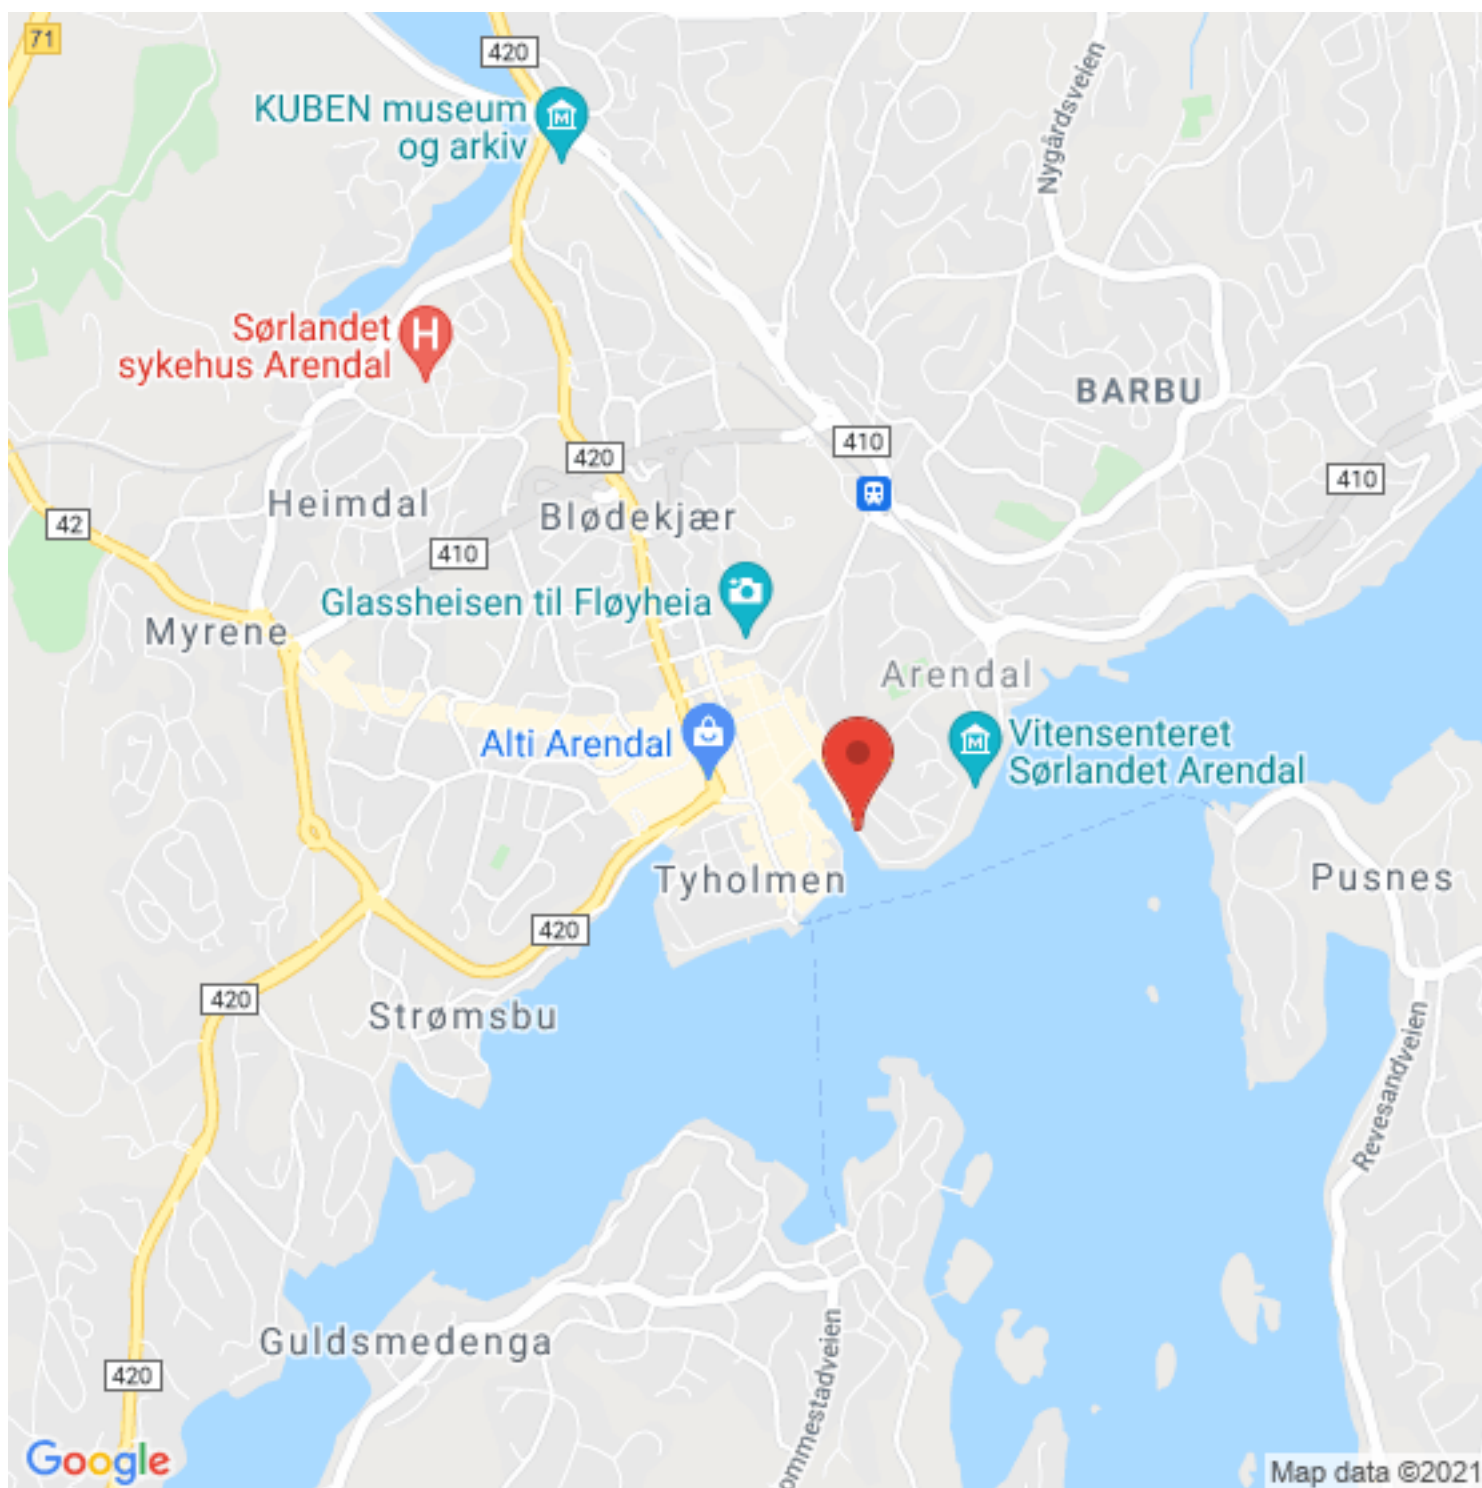 71
420
KUBEN museum
og arkiv
Nygårdsveien
Sørlandet
sykehus Arendal
H
BARBU
410
420
410
Heimdal
42
Blødekjær
410
Glassheisen til Fløyheia
Myrene
Arendal
Alti Arendal
Vitensenteret
Sørlandet Arendal
Tyholmen
Pusnes
420
420
Strømsbu
Revesandveien
Guldsmedenga
420
ommestadveien
Google
Map data ©2021